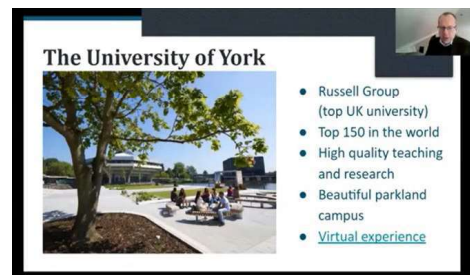 The University of York
● Russell Group
(top UK university)
● Top 150 in the world
● High quality teaching
and research
● Beautiful parkland
campus
● Virtual experience